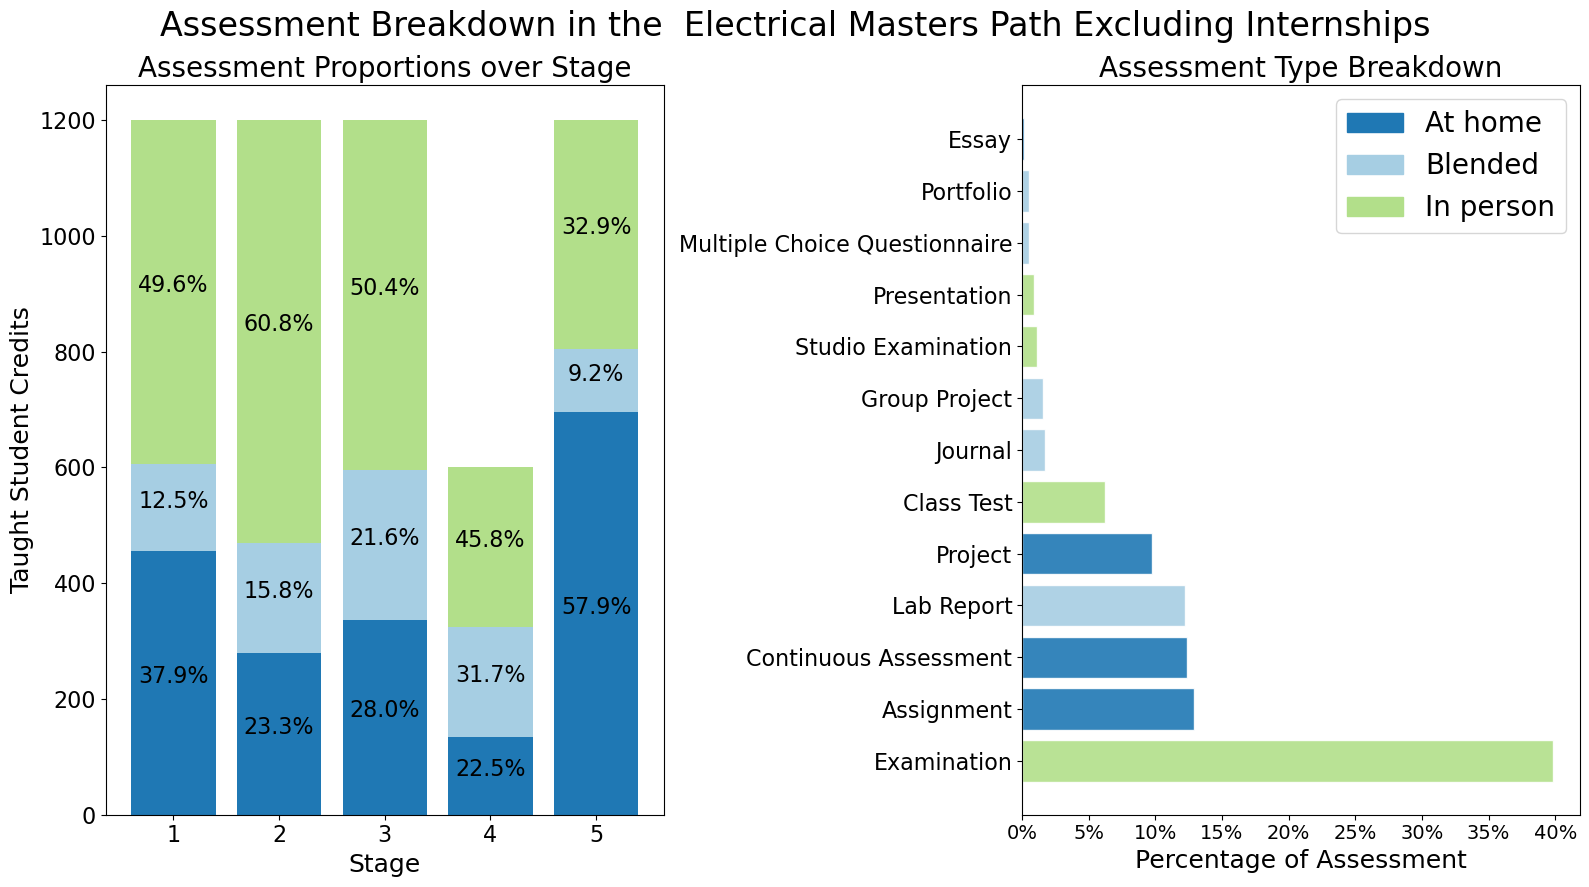 Assessment Breakdown in the  Electrical Masters Path Excluding Internships
Assessment Proportions over Stage
Taught Student Credits
1200
1000
800
600
400
200
0
49.6%
12.5%
37.9%
60.8%
15.8%
23.3%
50.4%
21.6%
28.0%
45.8%
31.7%
22.5%
32.9%
9.2%
57.9%
1 2 3 4 5
Stage
Assessment Type Breakdown
At home
Blended
In person
Essay
Portfolio
Multiple Choice Questionnaire
Presentation
Studio Examination
Group Project
Journal
Class Test
Project
Lab Report
Continuous Assessment
Assignment
Examination
0% 5% 10% 15% 20% 25% 30% 35% 40%
Percentage of Assessment